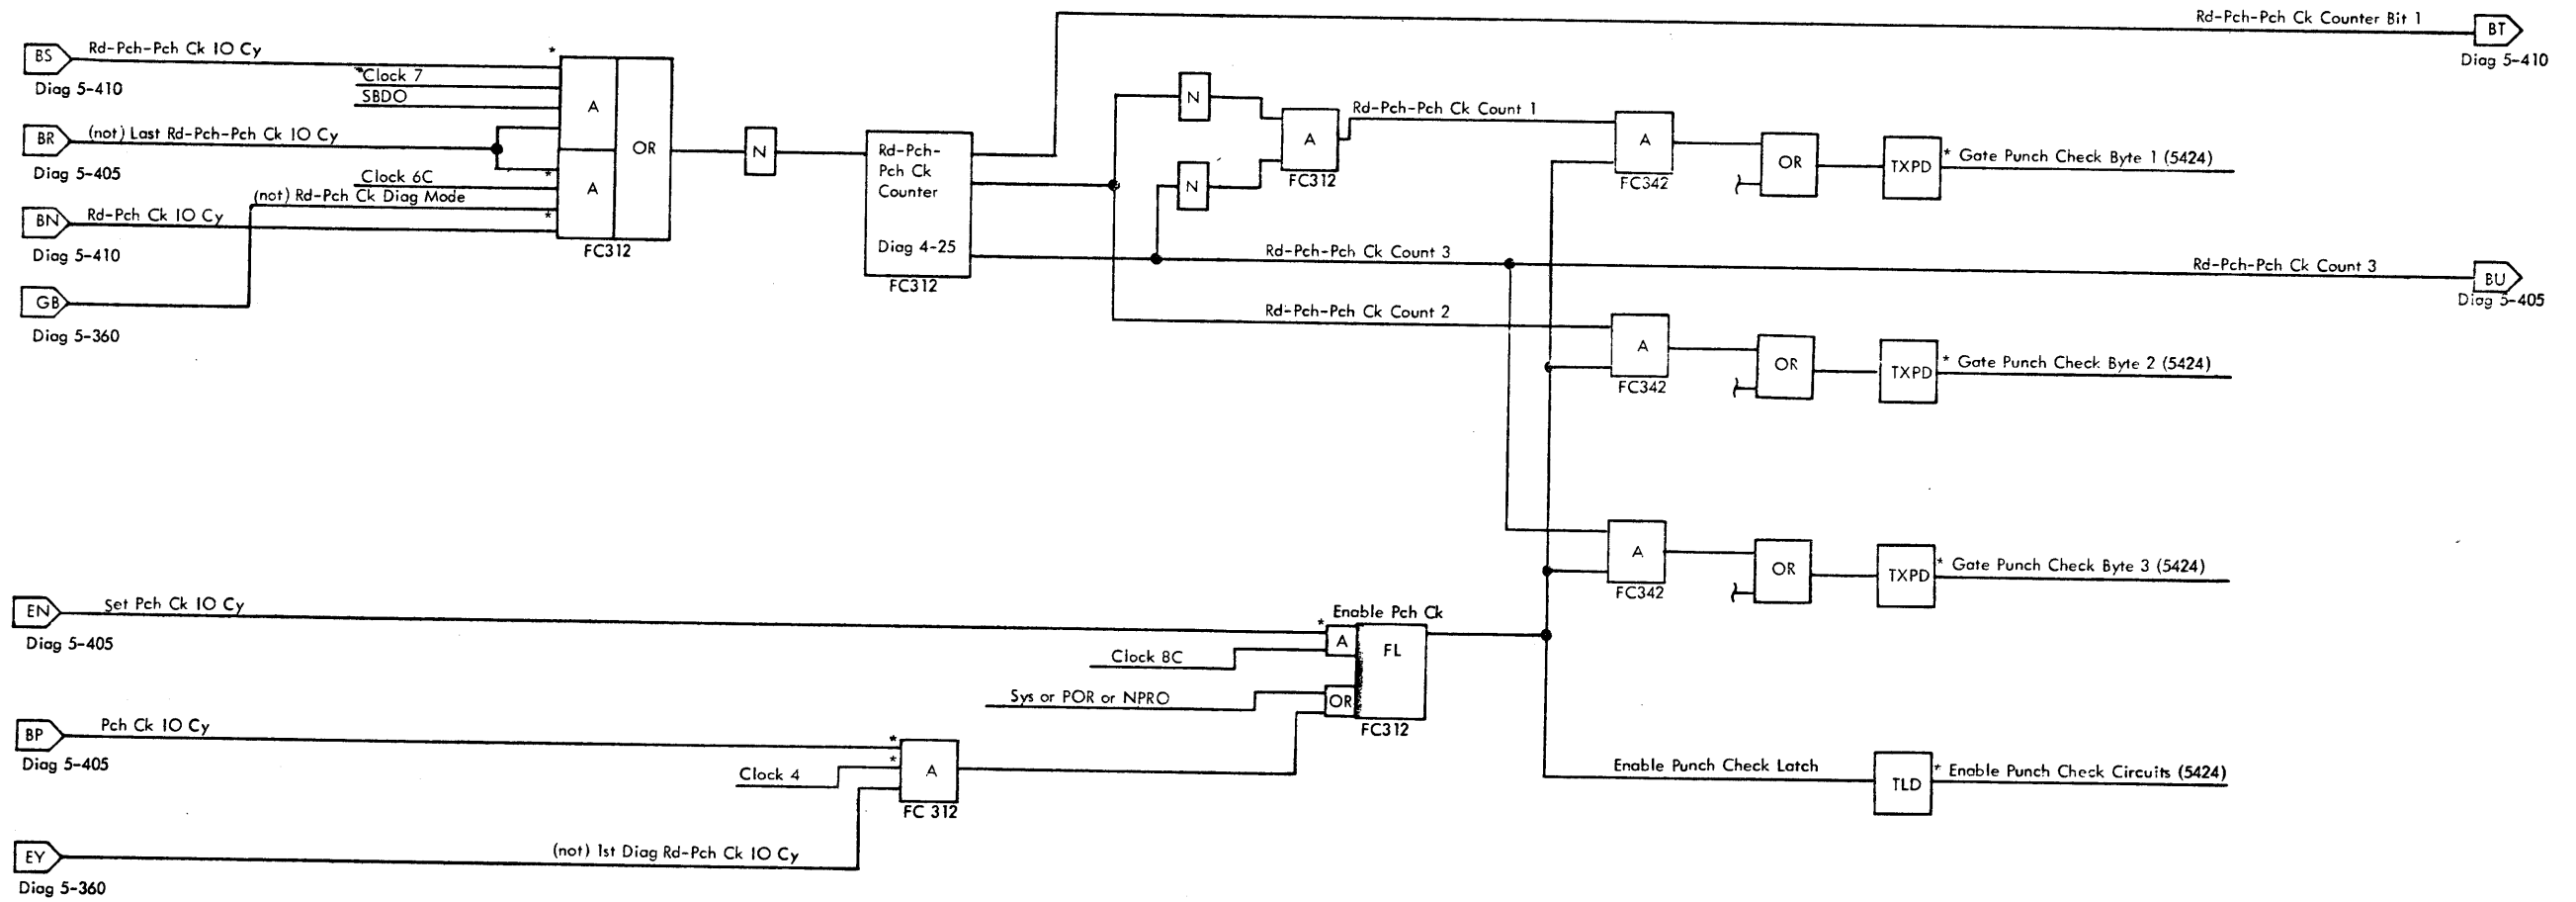 Rd-Pch-Pch Ck Counter Bit 1
BT
Diag 5-410
BS
Rd-Pch-Pch Ck IO Cy
*
Diag 5-410
*Clock 7
SBDO
A
OR
BR
(not) Last Rd-Pch-Pch Ck IO Cy
Diag 5-405
Clock 6C
*
A
(not) Rd-Pch Ck Diag Mode
BN
Rd-Pch Ck IO Cy
*
Diag 5-410
FC312
GB
Diag 5-360
N
Rd-Pch-
Pch Ck
Counter
Diag 4-25
FC312
N
N
A
FC312
Rd-Pch-Pch Ck Count 1
A
FC342
OR
TXPD
* Gate Punch Check Byte 1 (5424)
Rd-Pch-Pch Ck Count 3
Rd-Pch-Pch Ck Count 3
BU
Diag 5-405
Rd-Pch-Pch Ck Count 2
A
FC342
OR
TXPD
* Gate Punch Check Byte 2 (5424)
A
FC342
OR
TXPD
* Gate Punch Check Byte 3 (5424)
EN
Set Pch Ck IO Cy
Diag 5-405
Enable Pch Ck
*
A
FL
Clock 8C
Sys or POR or NPRO
OR
FC312
BP
Pch Ck IO Cy
Diag 5-405
*
*
Clock 4
A
FC 312
Enable Punch Check Latch
TLD
* Enable Punch Check Circuits (5424)
EY
(not) 1st Diag Rd-Pch Ck IO Cy
Diag 5-360